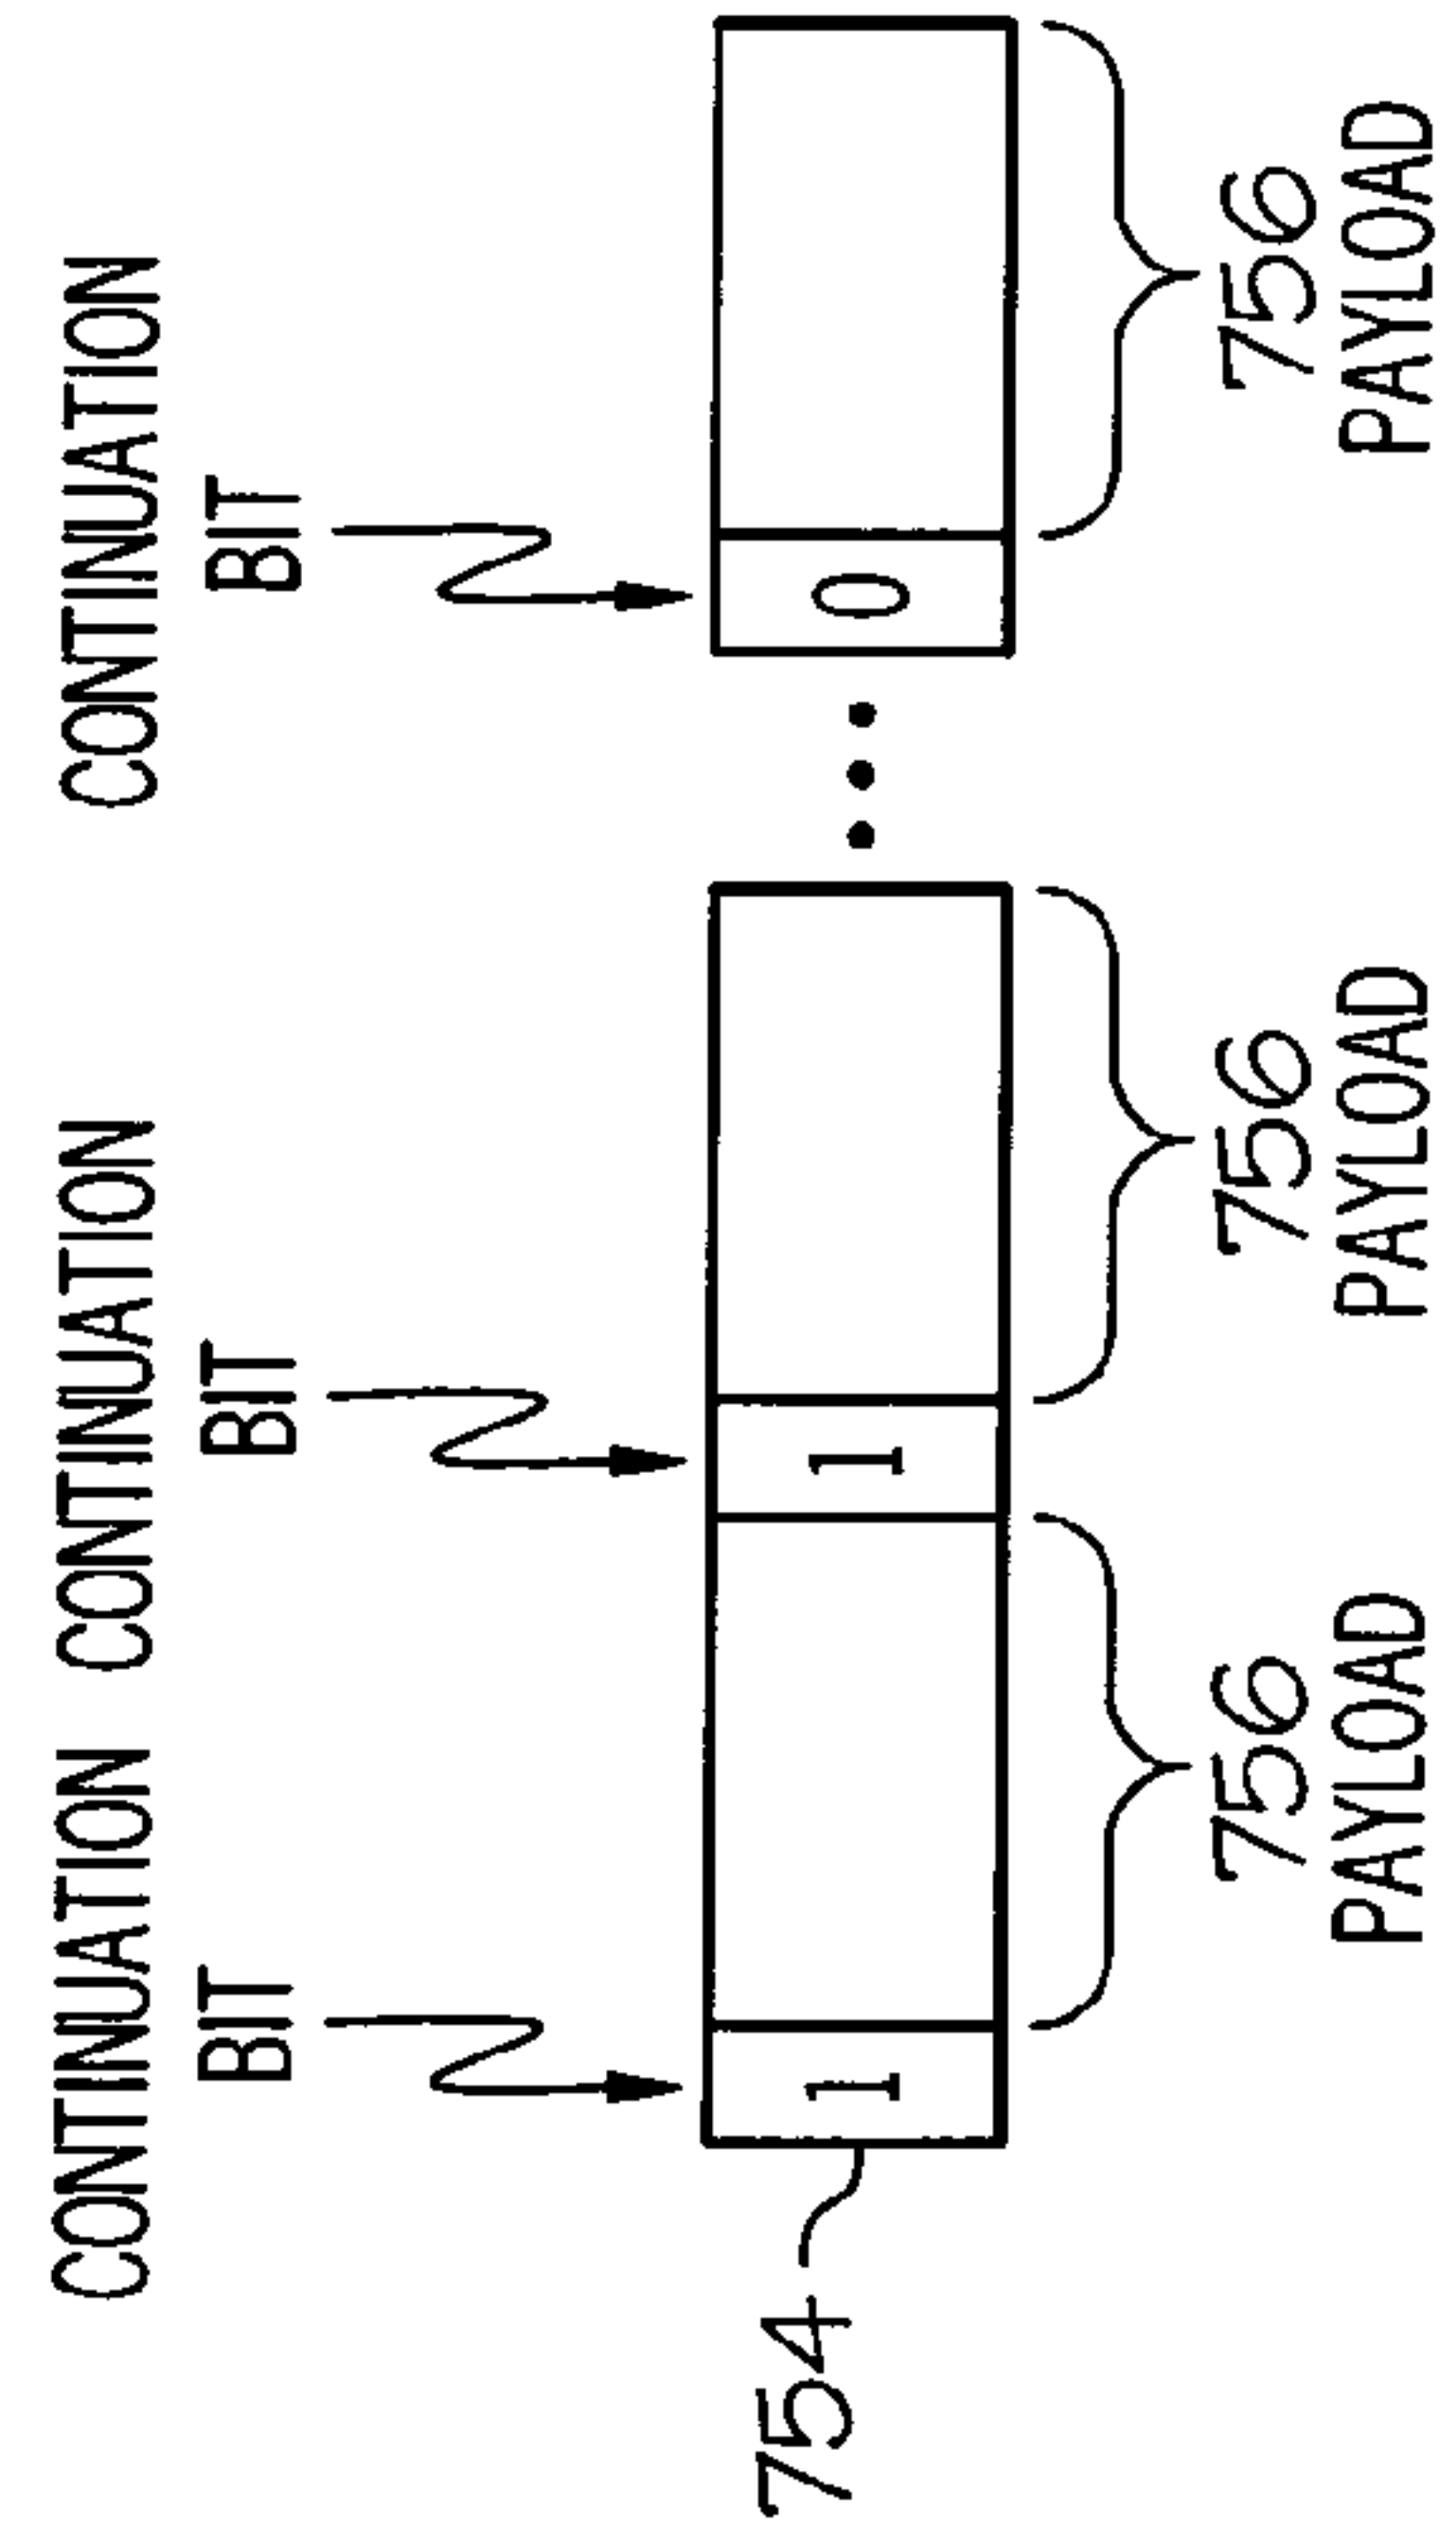 CONTINUATION CONTINUATION CONTINUATION
BIT BIT BIT
754 1 1 0
756 756 756
PAYLOAD PAYLOAD PAYLOAD